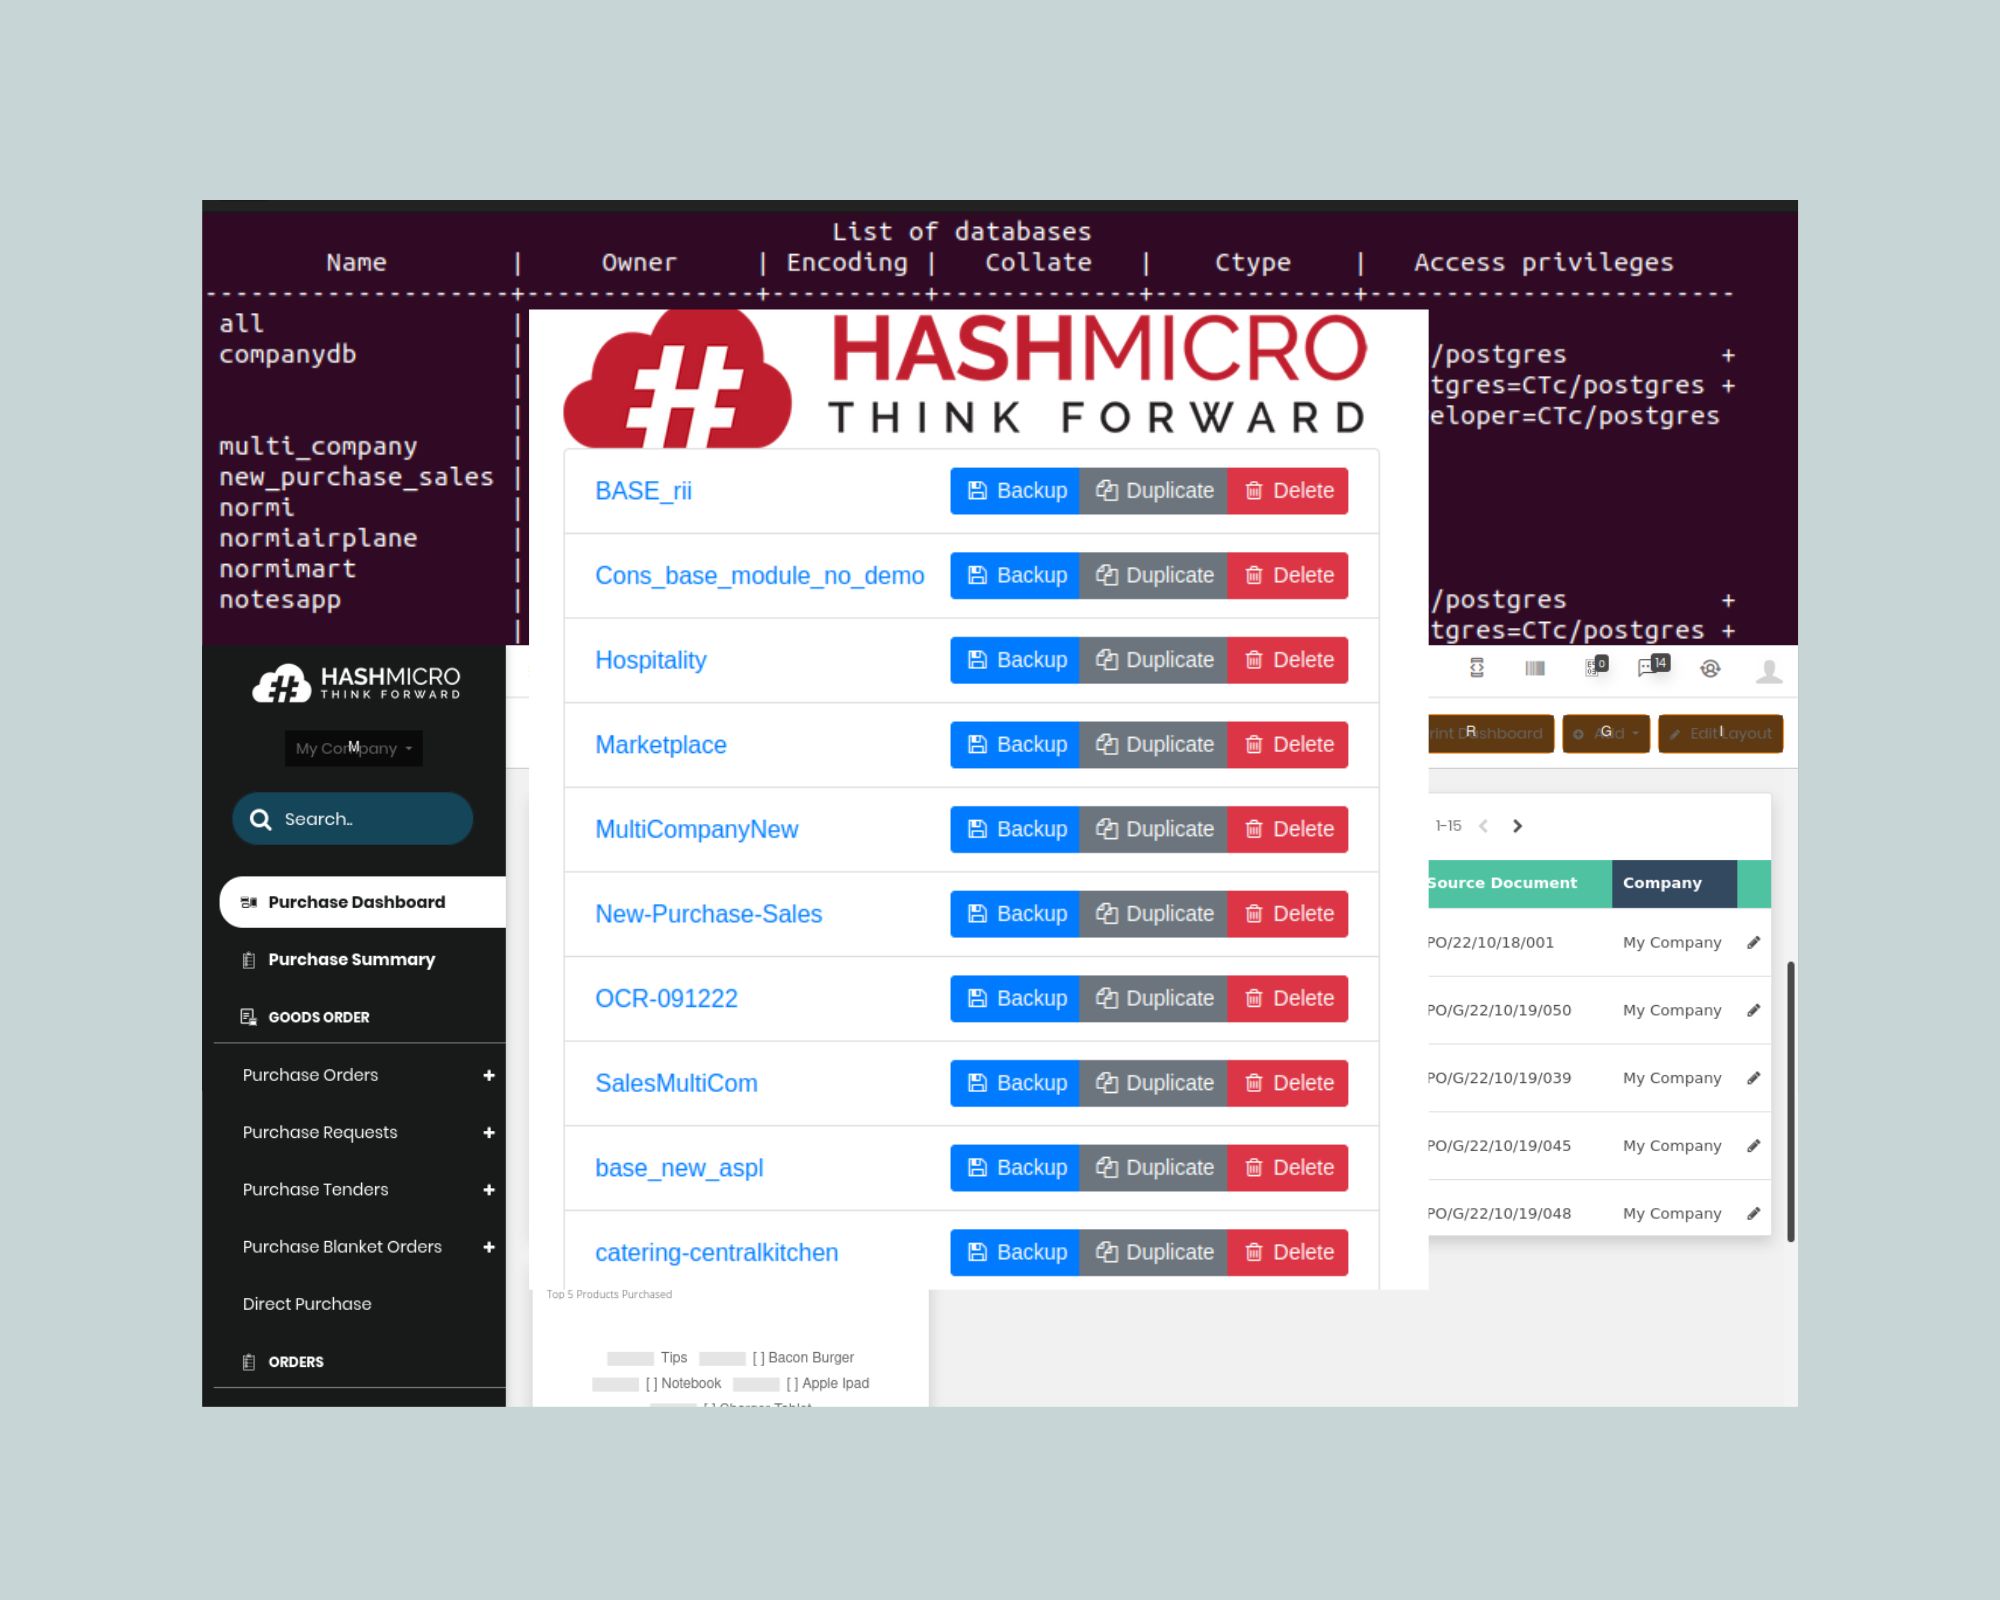 List of databases
Name | Owner | Encoding | Collate | Ctype | Access privileges
--------------------+---------------+----------+-------------+-------------+------------------------
all |
companydb | /postgres +
| tgres=CTc/postgres +
| eloper=CTc/postgres
multi_company |
new_purchase_sales |
normi |
normiairplane |
normimart |
notesapp | /postgres +
| tgres=CTc/postgres +
HASHMICRO
THINK FORWARD
BASE_rii Backup Duplicate Delete
Cons_base_module_no_demo Backup Duplicate Delete
Hospitality Backup Duplicate Delete
Marketplace Backup Duplicate Delete
MultiCompanyNew Backup Duplicate Delete
New-Purchase-Sales Backup Duplicate Delete
OCR-091222 Backup Duplicate Delete
SalesMultiCom Backup Duplicate Delete
base_new_aspl Backup Duplicate Delete
catering-centralkitchen Backup Duplicate Delete
HASHMICRO
THINK FORWARD
My Company
M
Search..
Purchase Dashboard
Purchase Summary
GOODS ORDER
Purchase Orders +
Purchase Requests +
Purchase Tenders +
Purchase Blanket Orders +
Direct Purchase
ORDERS
0 14
rint Dashboard Add Edit Layout
R G I
1-15
Source Document Company
PO/22/10/18/001 My Company
PO/G/22/10/19/050 My Company
PO/G/22/10/19/039 My Company
PO/G/22/10/19/045 My Company
PO/G/22/10/19/048 My Company
Top 5 Products Purchased
Tips [ ] Bacon Burger
[ ] Notebook [ ] Apple Ipad
[ ] Charger Tablet